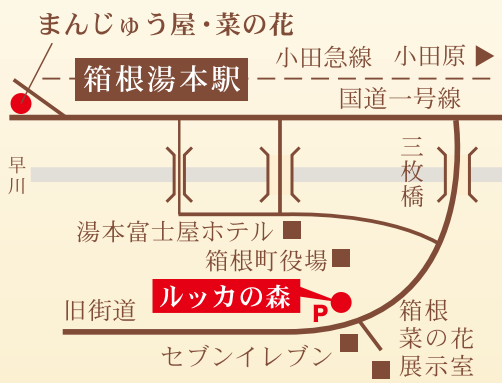 まんじゅう屋・菜の花
小田急線
小田原
箱根湯本駅
国道一号線
三枚橋
早川
湯本富士屋ホテル
箱根町役場
ルッカの森
P
旧街道
箱根
菜の花
展示室
セブンイレブン